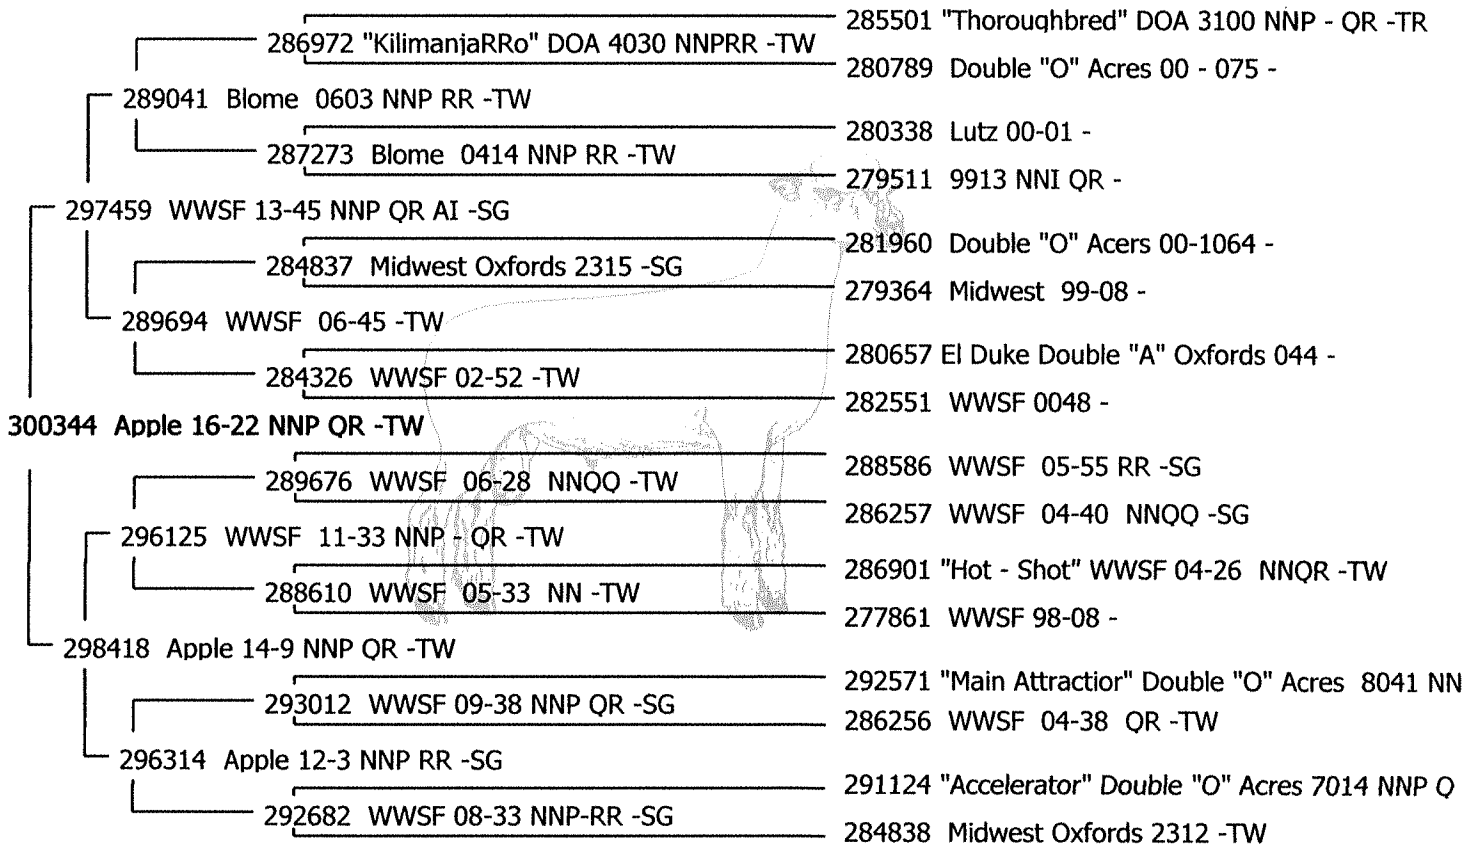 285501 "Thoroughbred" DOA 3100 NNP - QR -TR
286972 "KilimanjaRRo" DOA 4030 NNPRR -TW
280789 Double "O" Acres 00 - 075 -
289041 Blome 0603 NNP RR -TW
280338 Lutz 00-01 -
287273 Blome 0414 NNP RR -TW
279511 9913 NNI QR -
297459 WWSF 13-45 NNP QR AI -SG
281960 Double "O" Acers 00-1064 -
284837 Midwest Oxfords 2315 -SG
279364 Midwest 99-08 -
289694 WWSF 06-45 -TW
280657 El Duke Double "A" Oxfords 044 -
284326 WWSF 02-52 -TW
282551 WWSF 0048 -
300344 Apple 16-22 NNP QR -TW
288586 WWSF 05-55 RR -SG
289676 WWSF 06-28 NNQQ -TW
286257 WWSF 04-40 NNQQ -SG
296125 WWSF 11-33 NNP - QR -TW
286901 "Hot - Shot" WWSF 04-26 NNQR -TW
288610 WWSF 05-33 NN -TW
277861 WWSF 98-08 -
298418 Apple 14-9 NNP QR -TW
292571 "Main Attractior" Double "O" Acres 8041 NN
293012 WWSF 09-38 NNP QR -SG
286256 WWSF 04-38 QR -TW
296314 Apple 12-3 NNP RR -SG
291124 "Accelerator" Double "O" Acres 7014 NNP Q
292682 WWSF 08-33 NNP-RR -SG
284838 Midwest Oxfords 2312 -TW